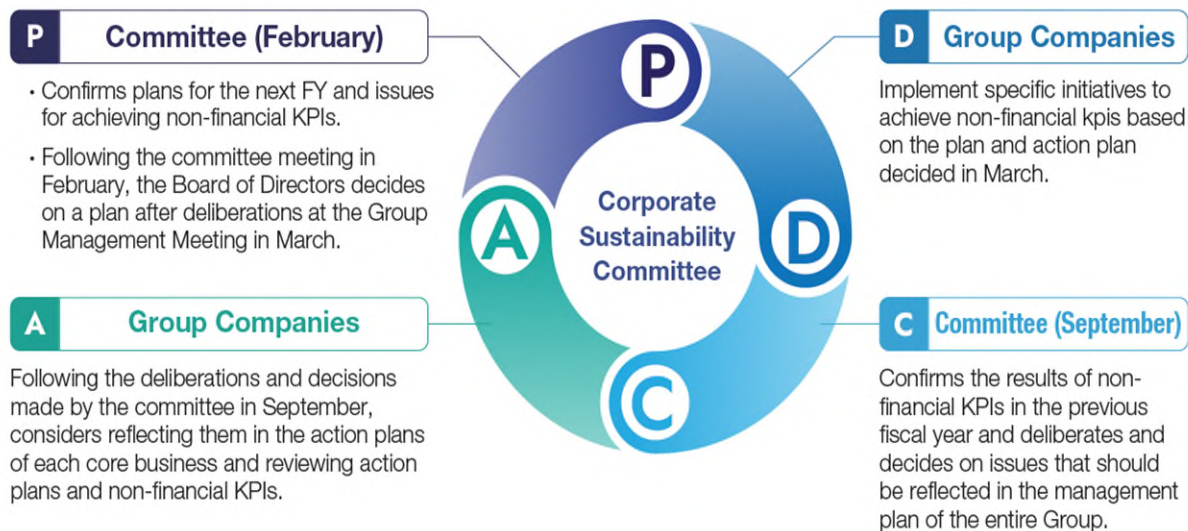 P Committee (February)
・Confirms plans for the next FY and issues
for achieving non-financial KPIs.
・Following the committee meeting in
February, the Board of Directors decides
on a plan after deliberations at the Group
Management Meeting in March.
D Group Companies
Implement specific initiatives to
achieve non-financial kpis based
on the plan and action plan
decided in March.
P
D
C
A
Corporate
Sustainability
Committee
A Group Companies
Following the deliberations and decisions
made by the committee in September,
considers reflecting them in the action plans
of each core business and reviewing action
plans and non-financial KPIs.
C Committee (September)
Confirms the results of non-
financial KPIs in the previous
fiscal year and deliberates and
decides on issues that should
be reflected in the management
plan of the entire Group.